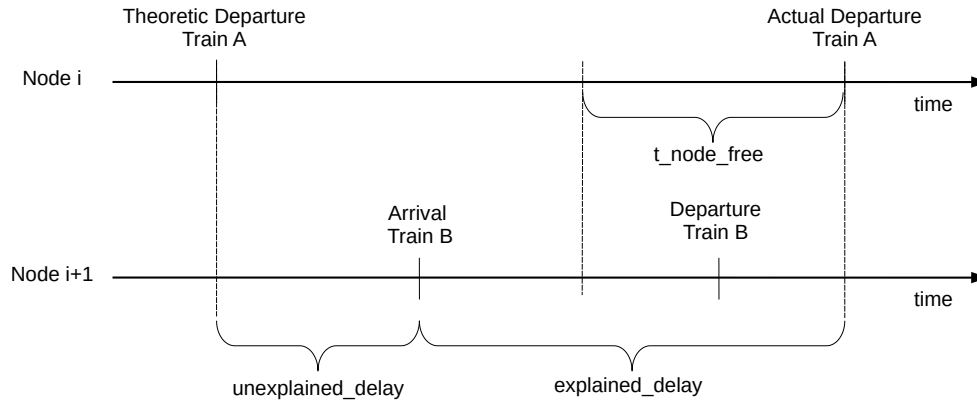 Theoretic Departure
Train A
Actual Departure
Train A
Node i
time
t_node_free
Arrival
Train B
Departure
Train B
Node i+1
time
unexplained_delay
explained_delay